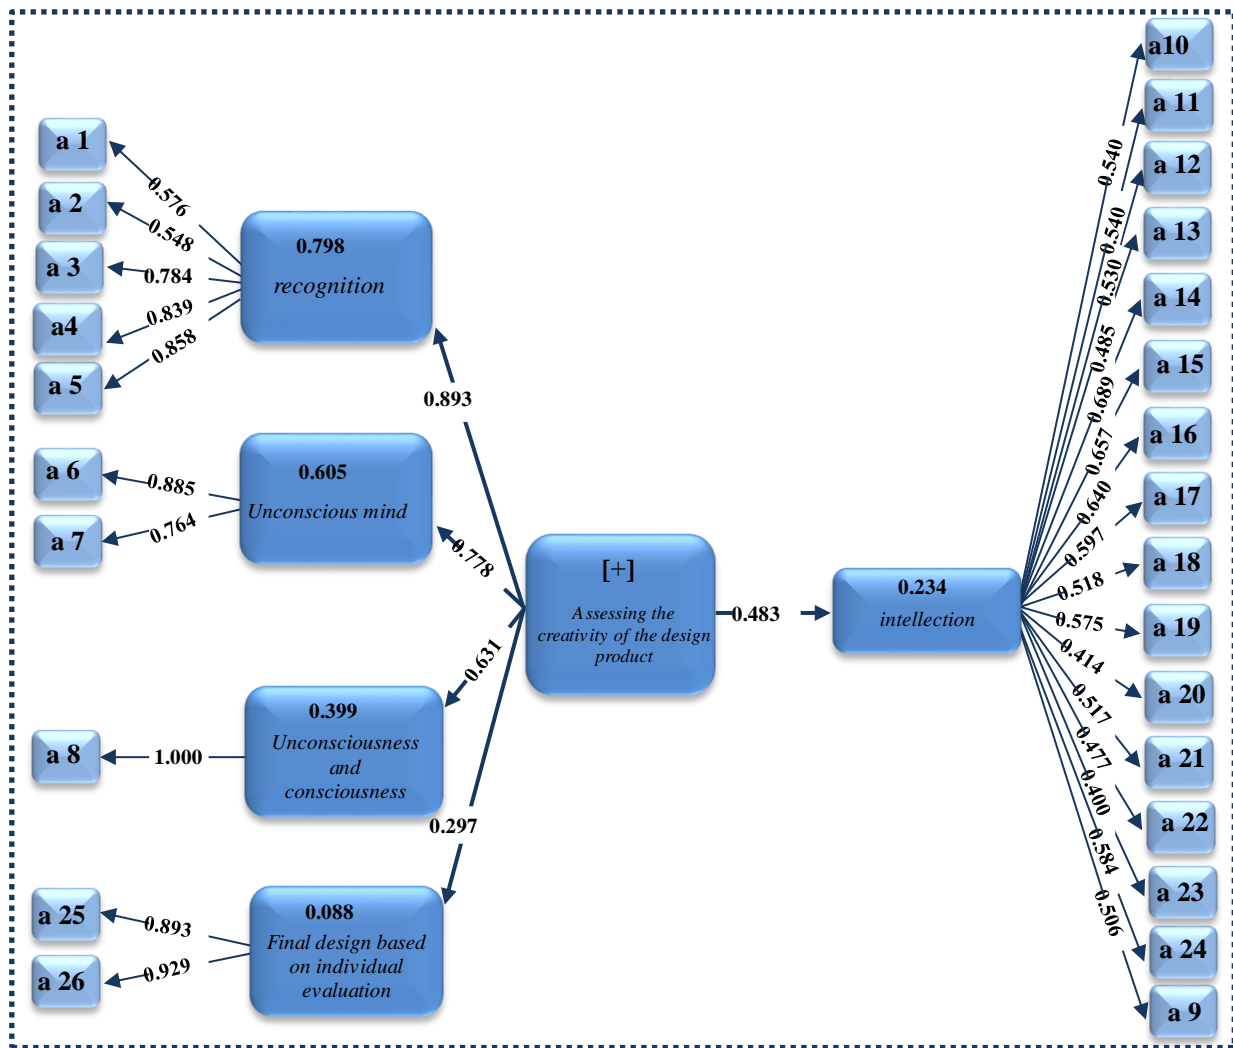 a 1
a 2
a 3
a4
a 5
0.576
0.548
0.784
0.839
0.858
0.798
recognition
0.893
a 6
a 7
0.885
0.764
0.605
Unconscious mind
0.778
a 8
1.000
0.399
Unconsciousness
and
consciousness
0.631
a 25
a 26
0.893
0.929
0.088
Final design based
on individual
evaluation
0.297
[+]
Assessing the
creativity of the design
product
0.483
0.234
intellection
0.540
0.540
0.530
0.485
0.689
0.657
0.640
0.597
0.518
0.575
0.414
0.517
0.477
0.400
0.584
0.506
a10
a 11
a 12
a 13
a 14
a 15
a 16
a 17
a 18
a 19
a 20
a 21
a 22
a 23
a 24
a 9